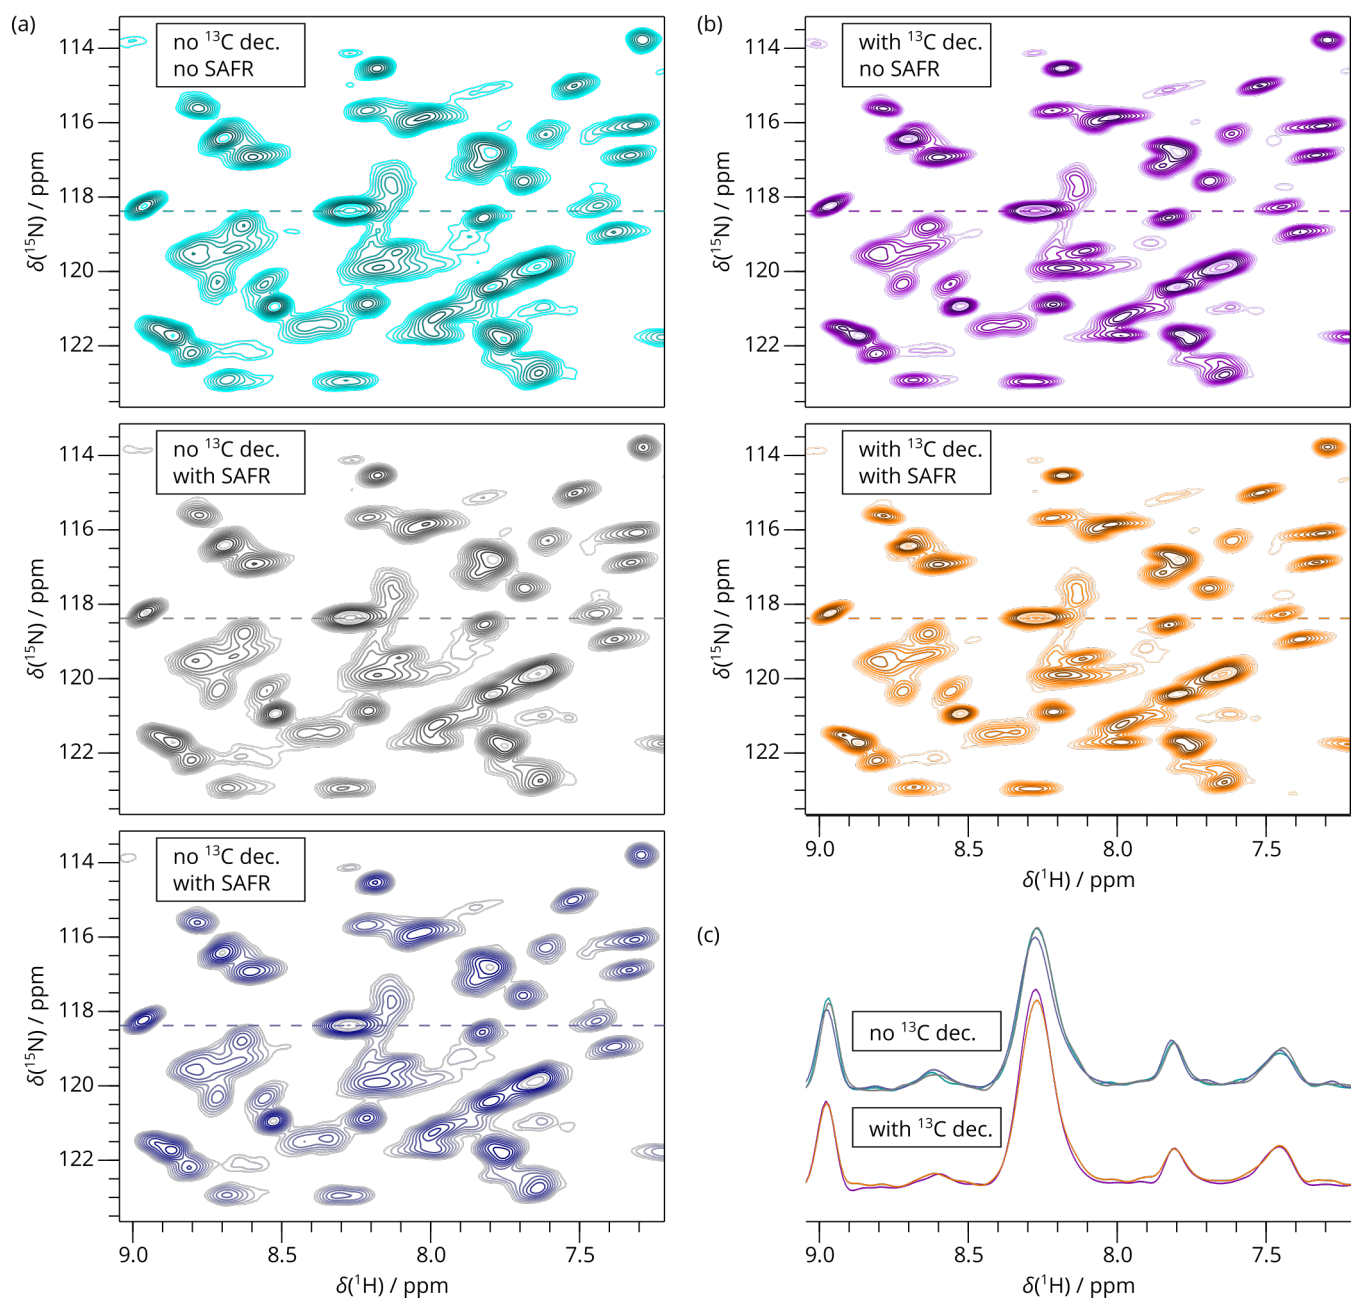 (a)
no ¹³C dec.
no SAFR
114
116
118
120
122
δ(¹⁵N) / ppm
(b)
with ¹³C dec.
no SAFR
114
116
118
120
122
δ(¹⁵N) / ppm
no ¹³C dec.
with SAFR
114
116
118
120
122
δ(¹⁵N) / ppm
with ¹³C dec.
with SAFR
114
116
118
120
122
δ(¹⁵N) / ppm
9.0 8.5 8.0 7.5
δ(¹H) / ppm
no ¹³C dec.
with SAFR
114
116
118
120
122
δ(¹⁵N) / ppm
9.0 8.5 8.0 7.5
δ(¹H) / ppm
(c)
no ¹³C dec.
with ¹³C dec.
9.0 8.5 8.0 7.5
δ(¹H) / ppm